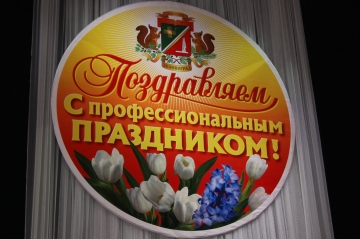 Поздравляем
С профессиональным
ПРАЗДНИКОМ!